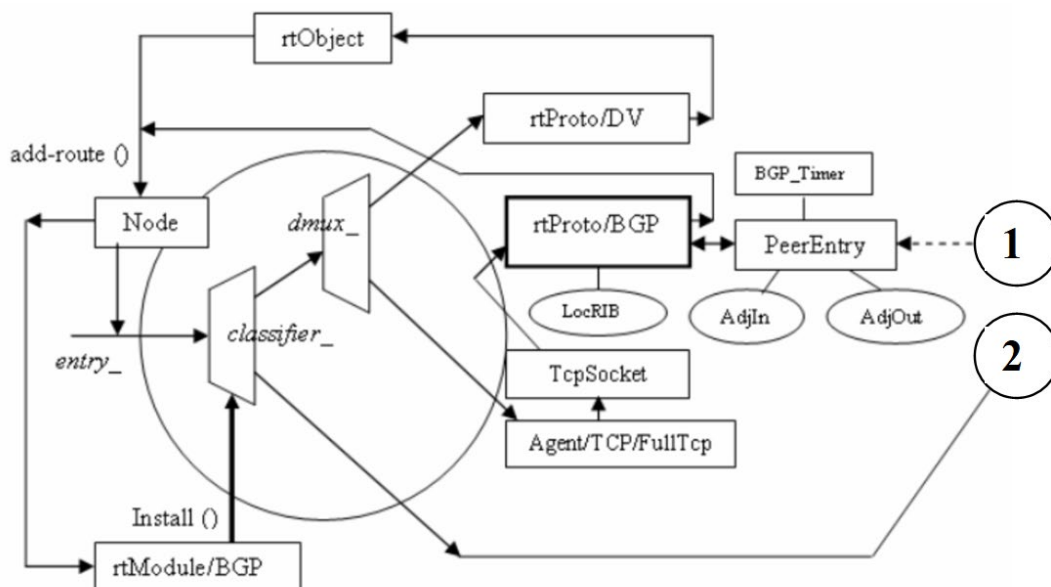 rtObject
rtProto/DV
add-route ()
BGP_Timer
Node
dmux_
rtProto/BGP
PeerEntry
1
LocRIB
AdjIn
AdjOut
classifier_
entry_
TcpSocket
2
Agent/TCP/FullTcp
Install ()
rtModule/BGP